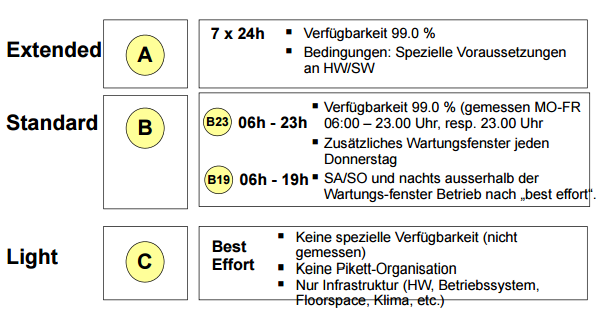 Extended
A
7 x 24h
▪ Verfügbarkeit 99.0 %
▪ Bedingungen: Spezielle Voraussetzungen
an HW/SW
Standard
B
B23 06h - 23h
▪ Verfügbarkeit 99.0 % (gemessen MO-FR
06:00 – 23.00 Uhr, resp. 23.00 Uhr
▪ Zusätzliches Wartungsfenster jeden
Donnerstag
B19 06h - 19h
▪ SA/SO und nachts ausserhalb der
Wartungs-fenster Betrieb nach „best effort“.
Light
C
Best
Effort
▪ Keine spezielle Verfügbarkeit (nicht
gemessen)
▪ Keine Pikett-Organisation
▪ Nur Infrastruktur (HW, Betriebssystem,
Floorspace, Klima, etc.)